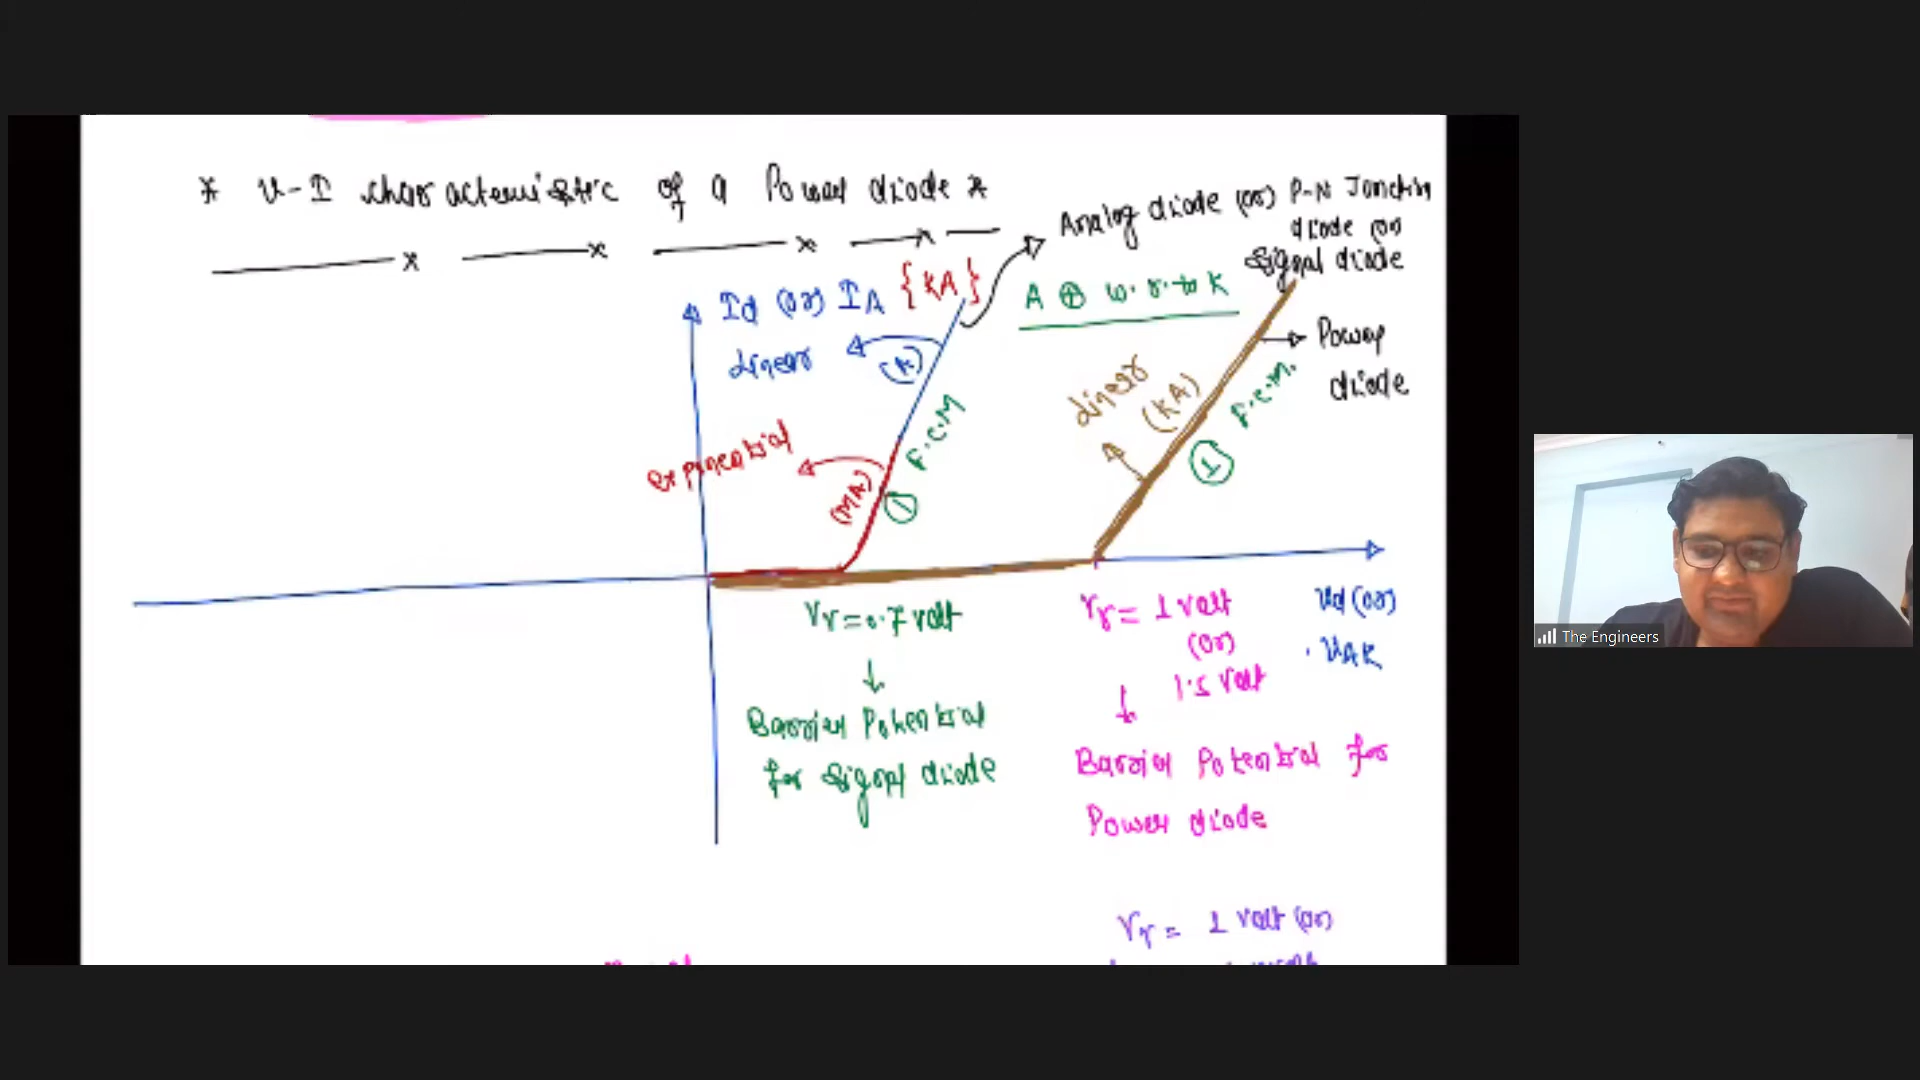 * V-I characteristic of a Power diode *
Analog diode (or) P-N Junction
diode or
Signal diode
Id (or) IA {KA}
A ⊕ w.r.to K
linear
(A)
Power
diode
linear
(KA)
F.C.M.
1
exponential
(MA)
F.C.M
1
Vr = 0.7 volt
↓
Barrier Potential
for Signal diode
Vr = 1 volt
(or)
1.5 volt
↓
Barrier Potential for
Power diode
Vd (or)
VAK
Vr = 1 volt (or)
The Engineers